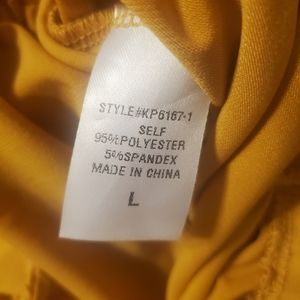 STYLE#KP6167-1
SELF
95%POLYESTER
5%SPANDEX
MADE IN CHINA
L